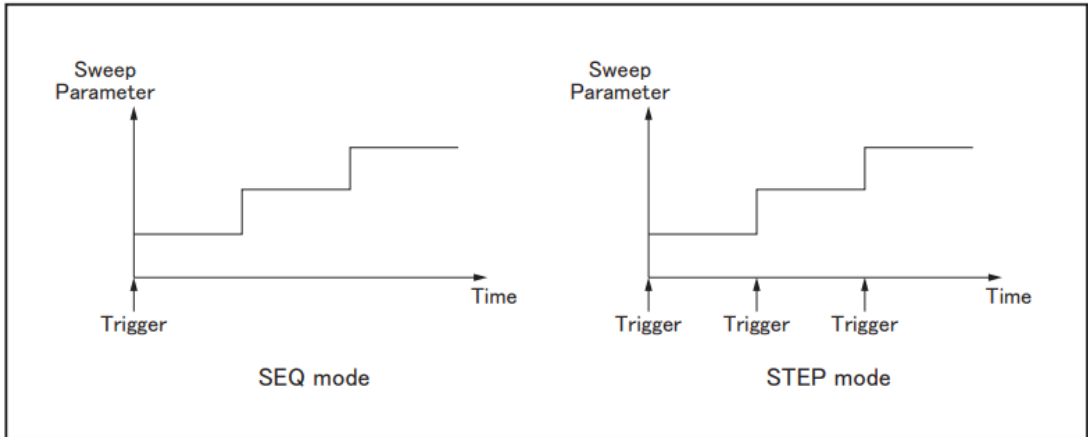 Sweep
Parameter
Time
Trigger
SEQ mode
Sweep
Parameter
Time
Trigger
Trigger
Trigger
STEP mode